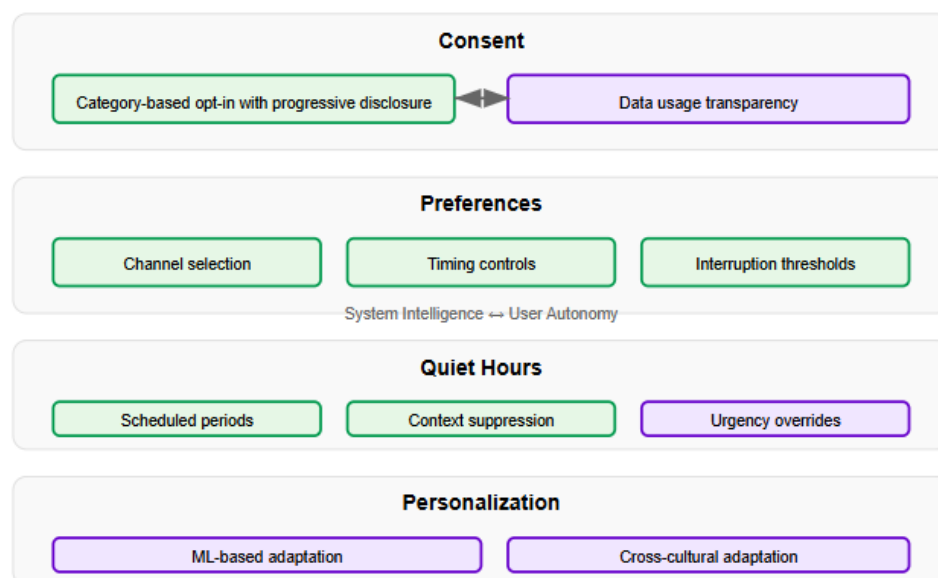 Consent
Category-based opt-in with progressive disclosure
Data usage transparency
Preferences
Channel selection
Timing controls
Interruption thresholds
System Intelligence ↔ User Autonomy
Quiet Hours
Scheduled periods
Context suppression
Urgency overrides
Personalization
ML-based adaptation
Cross-cultural adaptation